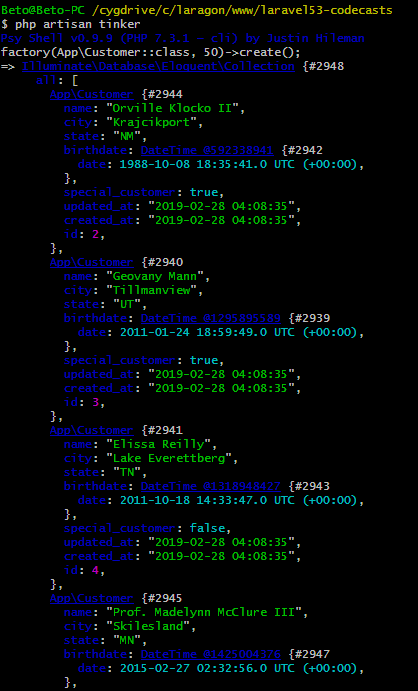 Beto@Beto-PC /cygdrive/c/laragon/www/laravel53-codecasts
$ php artisan tinker
Psy Shell v0.9.9 (PHP 7.3.1 — cli) by Justin Hileman
factory(App\Customer::class, 50)->create();
=> Illuminate\Database\Eloquent\Collection {#2948
all: [
App\Customer {#2944
name: "Orville Klocko II",
city: "Krajcikport",
state: "NM",
birthdate: DateTime @592338941 {#2942
date: 1988-10-08 18:35:41.0 UTC (+00:00),
},
special_customer: true,
updated_at: "2019-02-28 04:08:35",
created_at: "2019-02-28 04:08:35",
id: 2,
},
App\Customer {#2940
name: "Geovany Mann",
city: "Tillmanview",
state: "UT",
birthdate: DateTime @1295895589 {#2939
date: 2011-01-24 18:59:49.0 UTC (+00:00),
},
special_customer: true,
updated_at: "2019-02-28 04:08:35",
created_at: "2019-02-28 04:08:35",
id: 3,
},
App\Customer {#2941
name: "Elissa Reilly",
city: "Lake Everettberg",
state: "TN",
birthdate: DateTime @1318948427 {#2943
date: 2011-10-18 14:33:47.0 UTC (+00:00),
},
special_customer: false,
updated_at: "2019-02-28 04:08:35",
created_at: "2019-02-28 04:08:35",
id: 4,
},
App\Customer {#2945
name: "Prof. Madelynn McClure III",
city: "Skilesland",
state: "MN",
birthdate: DateTime @1425004376 {#2947
date: 2015-02-27 02:32:56.0 UTC (+00:00),
},